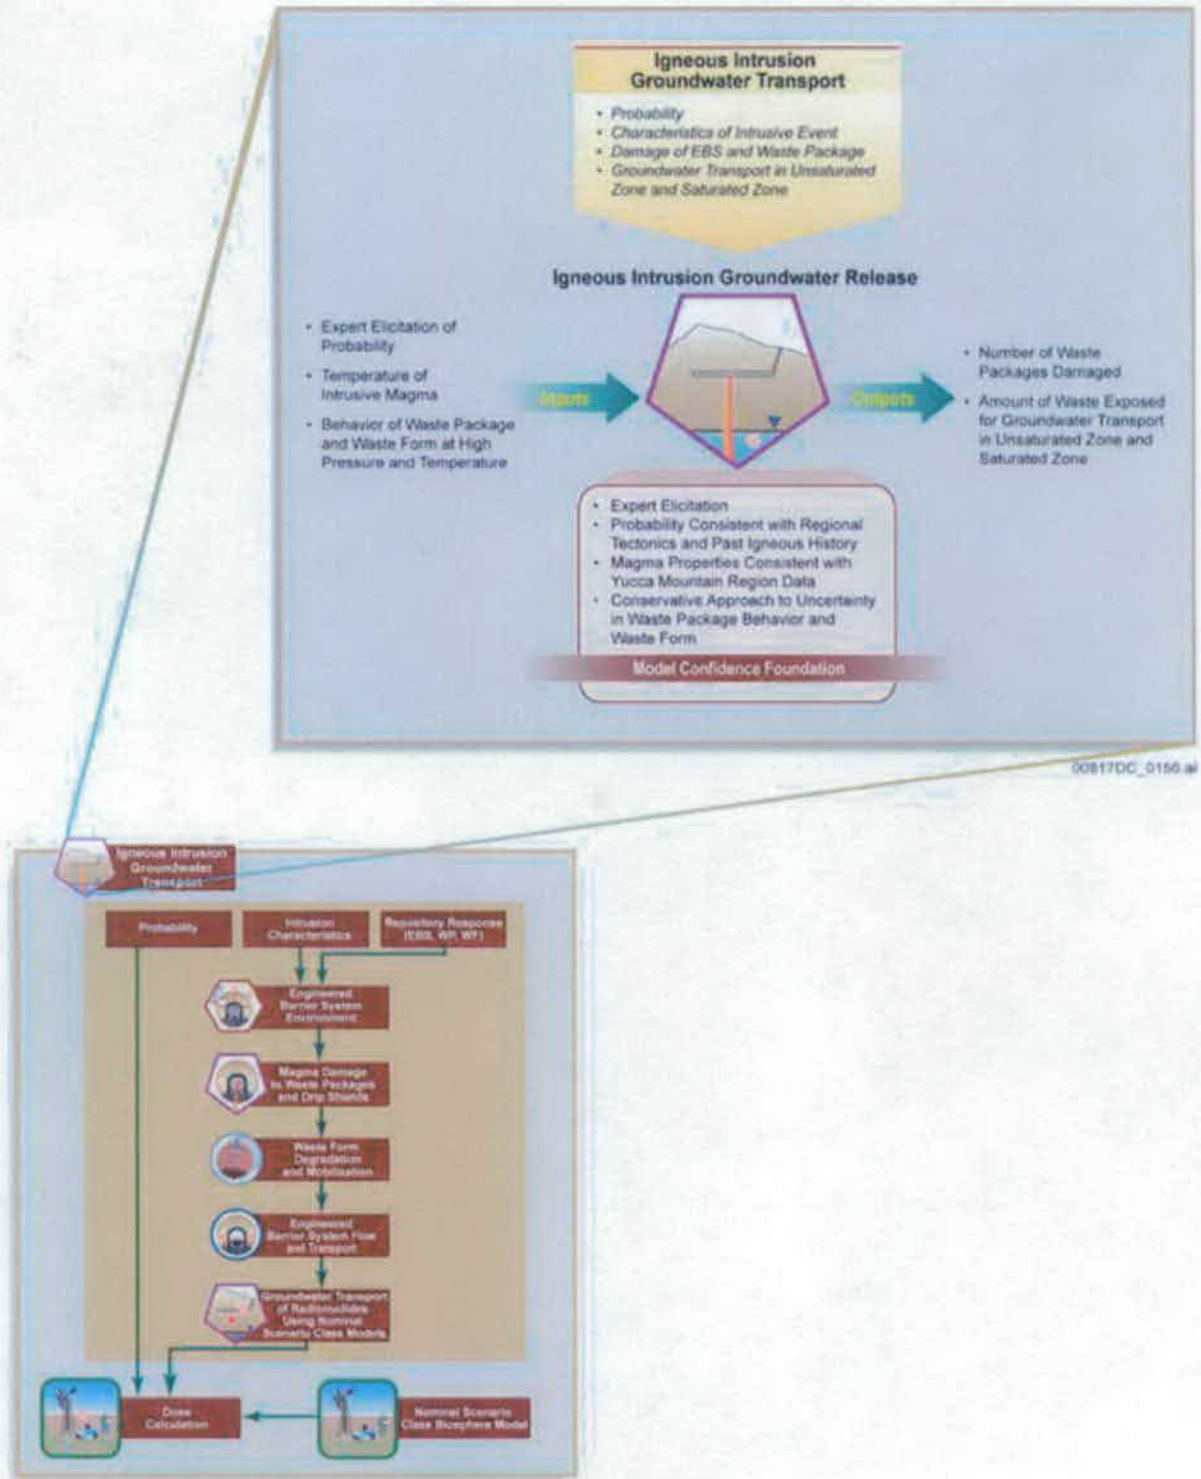 Igneous Intrusion
Groundwater Transport
• Probability
• Characteristics of Intrusive Event
• Damage of EBS and Waste Package
• Groundwater Transport in Unsaturated
Zone and Saturated Zone
Igneous Intrusion Groundwater Release
• Expert Elicitation of
Probability
• Temperature of
Intrusive Magma
• Behavior of Waste Package
and Waste Form at High
Pressure and Temperature
Inputs
Outputs
• Number of Waste
Packages Damaged
• Amount of Waste Exposed
for Groundwater Transport
in Unsaturated Zone and
Saturated Zone
• Expert Elicitation
• Probability Consistent with Regional
Tectonics and Past Igneous History
• Magma Properties Consistent with
Yucca Mountain Region Data
• Conservative Approach to Uncertainty
in Waste Package Behavior and
Waste Form
Model Confidence Foundation
00817DC_0156.ai
Igneous Intrusion
Groundwater
Transport
Probability
Intrusion
Characteristics
Repository Response
(EBS, WP, WF)
Engineered
Barrier System
Environment
Magma Damage
to Waste Packages
and Drip Shields
Waste Form
Degradation
and Mobilization
Engineered
Barrier System Flow
and Transport
Groundwater Transport
of Radionuclides
Using Nominal
Scenario Class Models
Dose
Calculation
Nominal Scenario
Class Biosphere Model